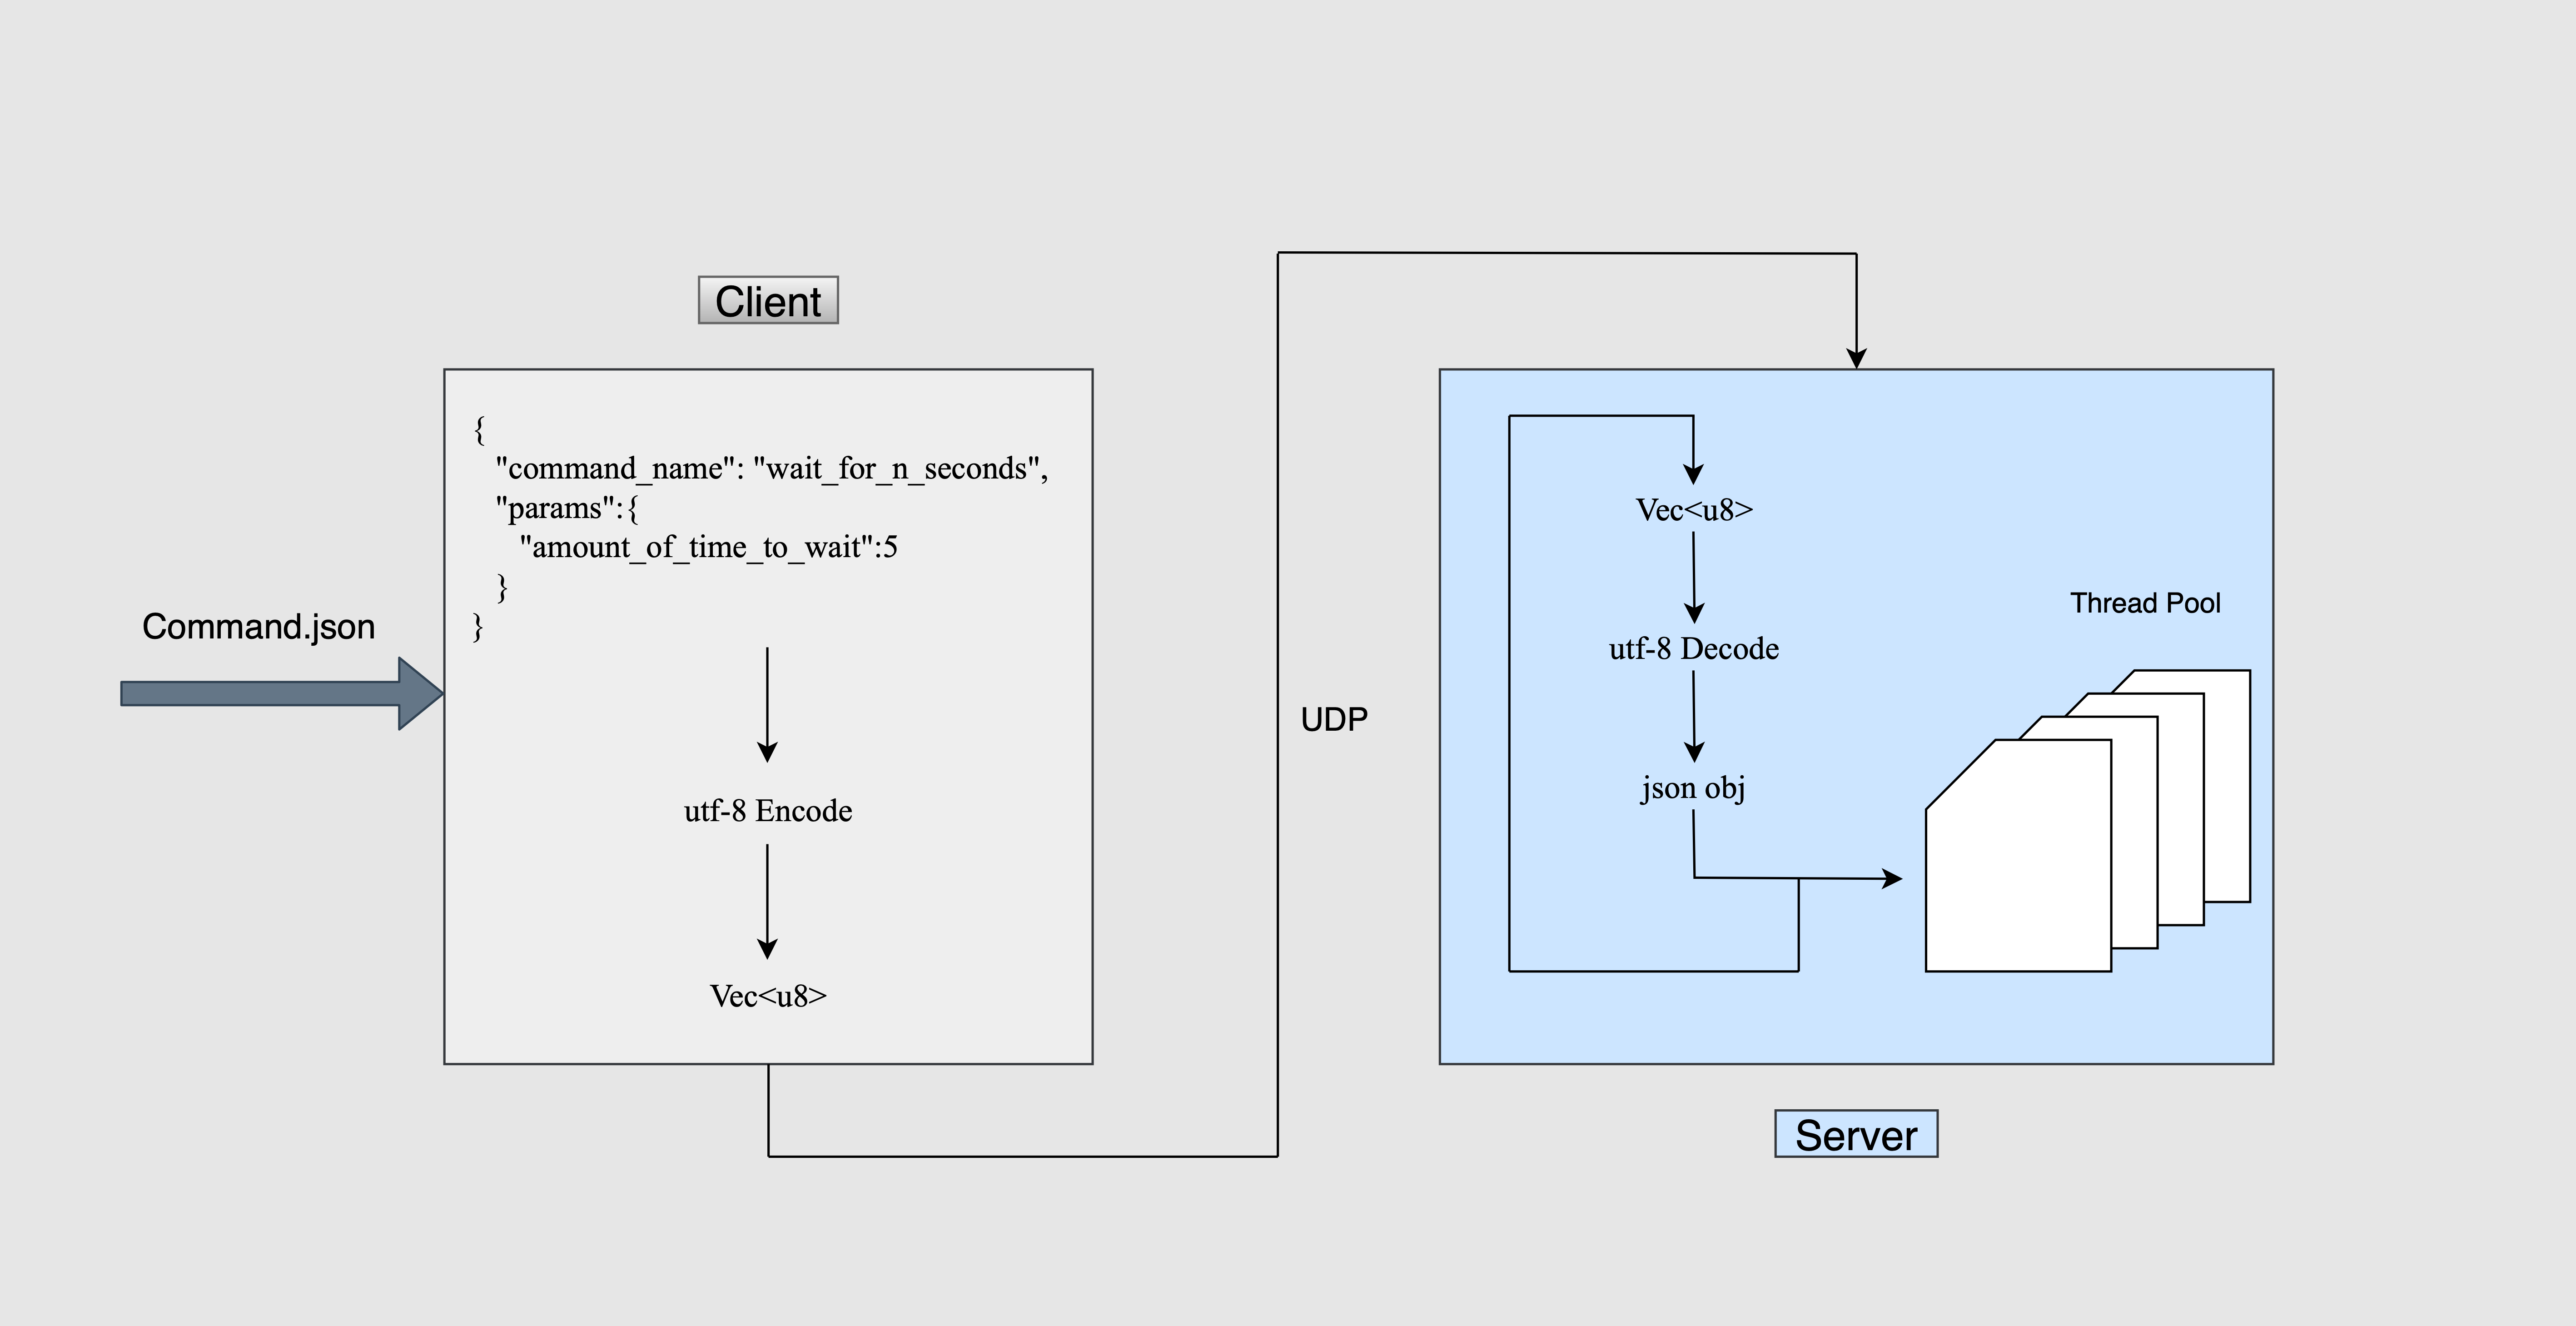 Client
{
"command_name": "wait_for_n_seconds",
"params":{
"amount_of_time_to_wait":5
}
}
Command.json
utf-8 Encode
Vec<u8>
UDP
Vec<u8>
utf-8 Decode
json obj
Thread Pool
Server